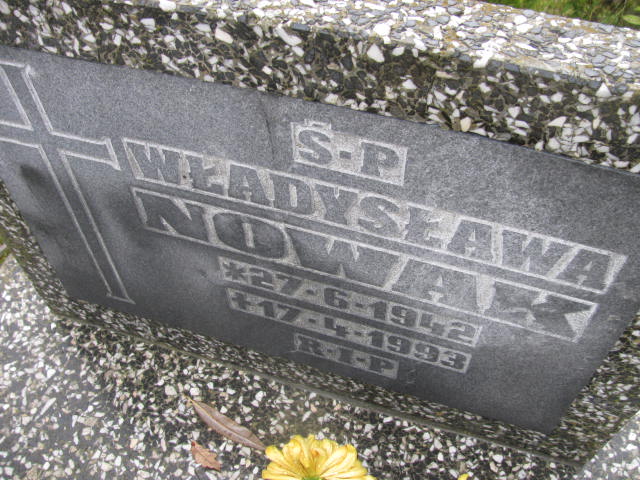 Ś-P
WŁADYSŁAWA
NOWAK
*27-6-1942
†17-4-1993
R-I-P